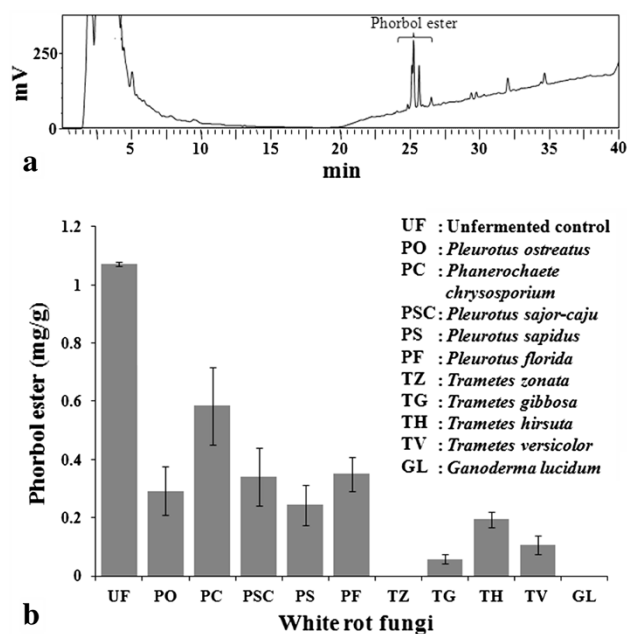 Phorbol ester
250
0
mV
5 10 15 20 25 30 35 40
min
a
1.2
1
0.8
0.6
0.4
0.2
0
Phorbol ester (mg/g)
UF : Unfermented control
PO : Pleurotus ostreatus
PC : Phanerochaete
chrysosporium
PSC : Pleurotus sajor-caju
PS : Pleurotus sapidus
PF : Pleurotus florida
TZ : Trametes zonata
TG : Trametes gibbosa
TH : Trametes hirsuta
TV : Trametes versicolor
GL : Ganoderma lucidum
UF PO PC PSC PS PF TZ TG TH TV GL
White rot fungi
b